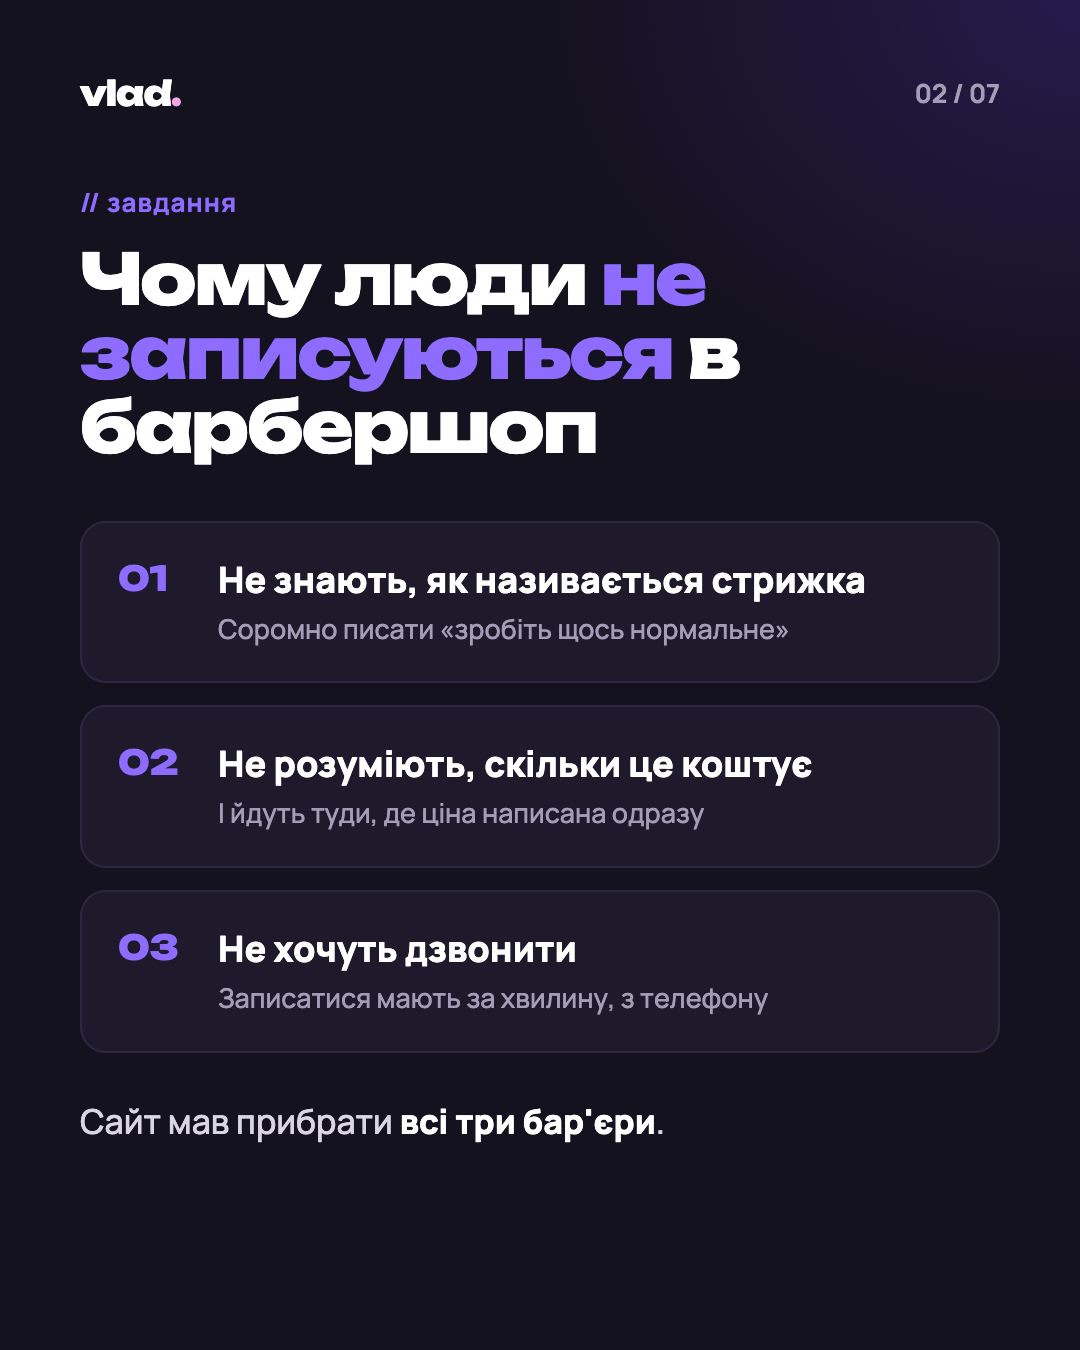 vlad.
02 / 07
// завдання
Чому люди не
записуються в
барбершоп
01
Не знають, як називається стрижка
Соромно писати «зробіть щось нормальне»
02
Не розуміють, скільки це коштує
І йдуть туди, де ціна написана одразу
03
Не хочуть дзвонити
Записатися мають за хвилину, з телефону
Сайт мав прибрати всі три бар'єри.